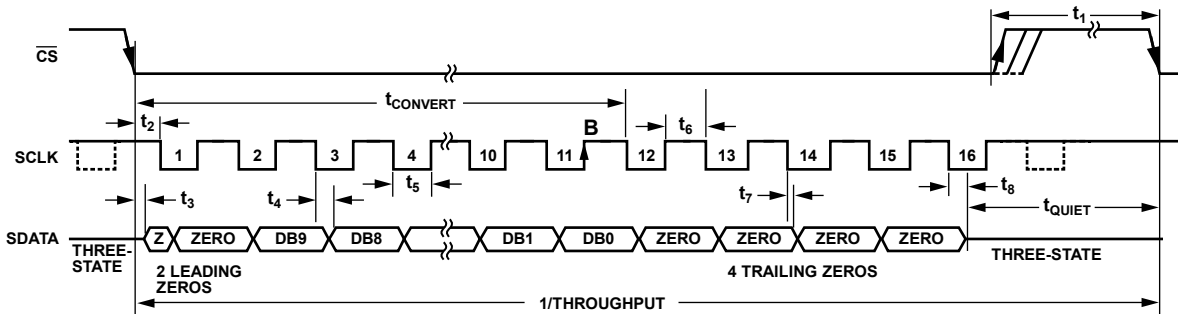 t1
CS
tCONVERT
t2
B
t6
SCLK
1 2 3 4 10 11 12 13 14 15 16
t3
t4
t5
t7
t8
tQUIET
SDATA
Z ZERO DB9 DB8 DB1 DB0 ZERO ZERO ZERO ZERO
THREE-
STATE
2 LEADING
ZEROS
4 TRAILING ZEROS
THREE-STATE
1/THROUGHPUT